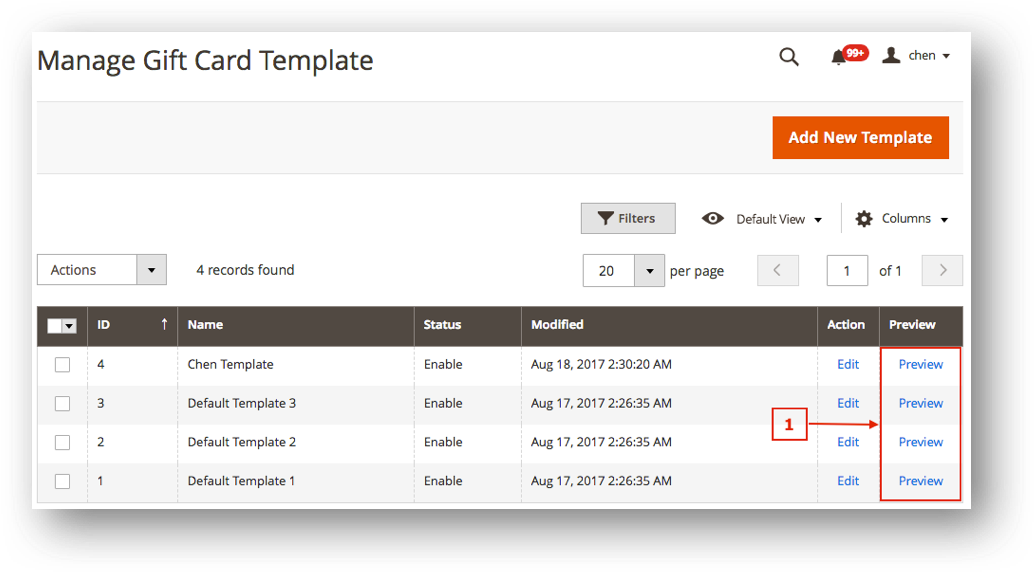 Manage Gift Card Template
99+
chen
Add New Template
Filters
Default View
Columns
Actions
4 records found
20
per page
1
of 1
ID ↑ Name Status Modified Action Preview
4 Chen Template Enable Aug 18, 2017 2:30:20 AM Edit Preview
3 Default Template 3 Enable Aug 17, 2017 2:26:35 AM Edit Preview
1
2 Default Template 2 Enable Aug 17, 2017 2:26:35 AM Edit Preview
1 Default Template 1 Enable Aug 17, 2017 2:26:35 AM Edit Preview